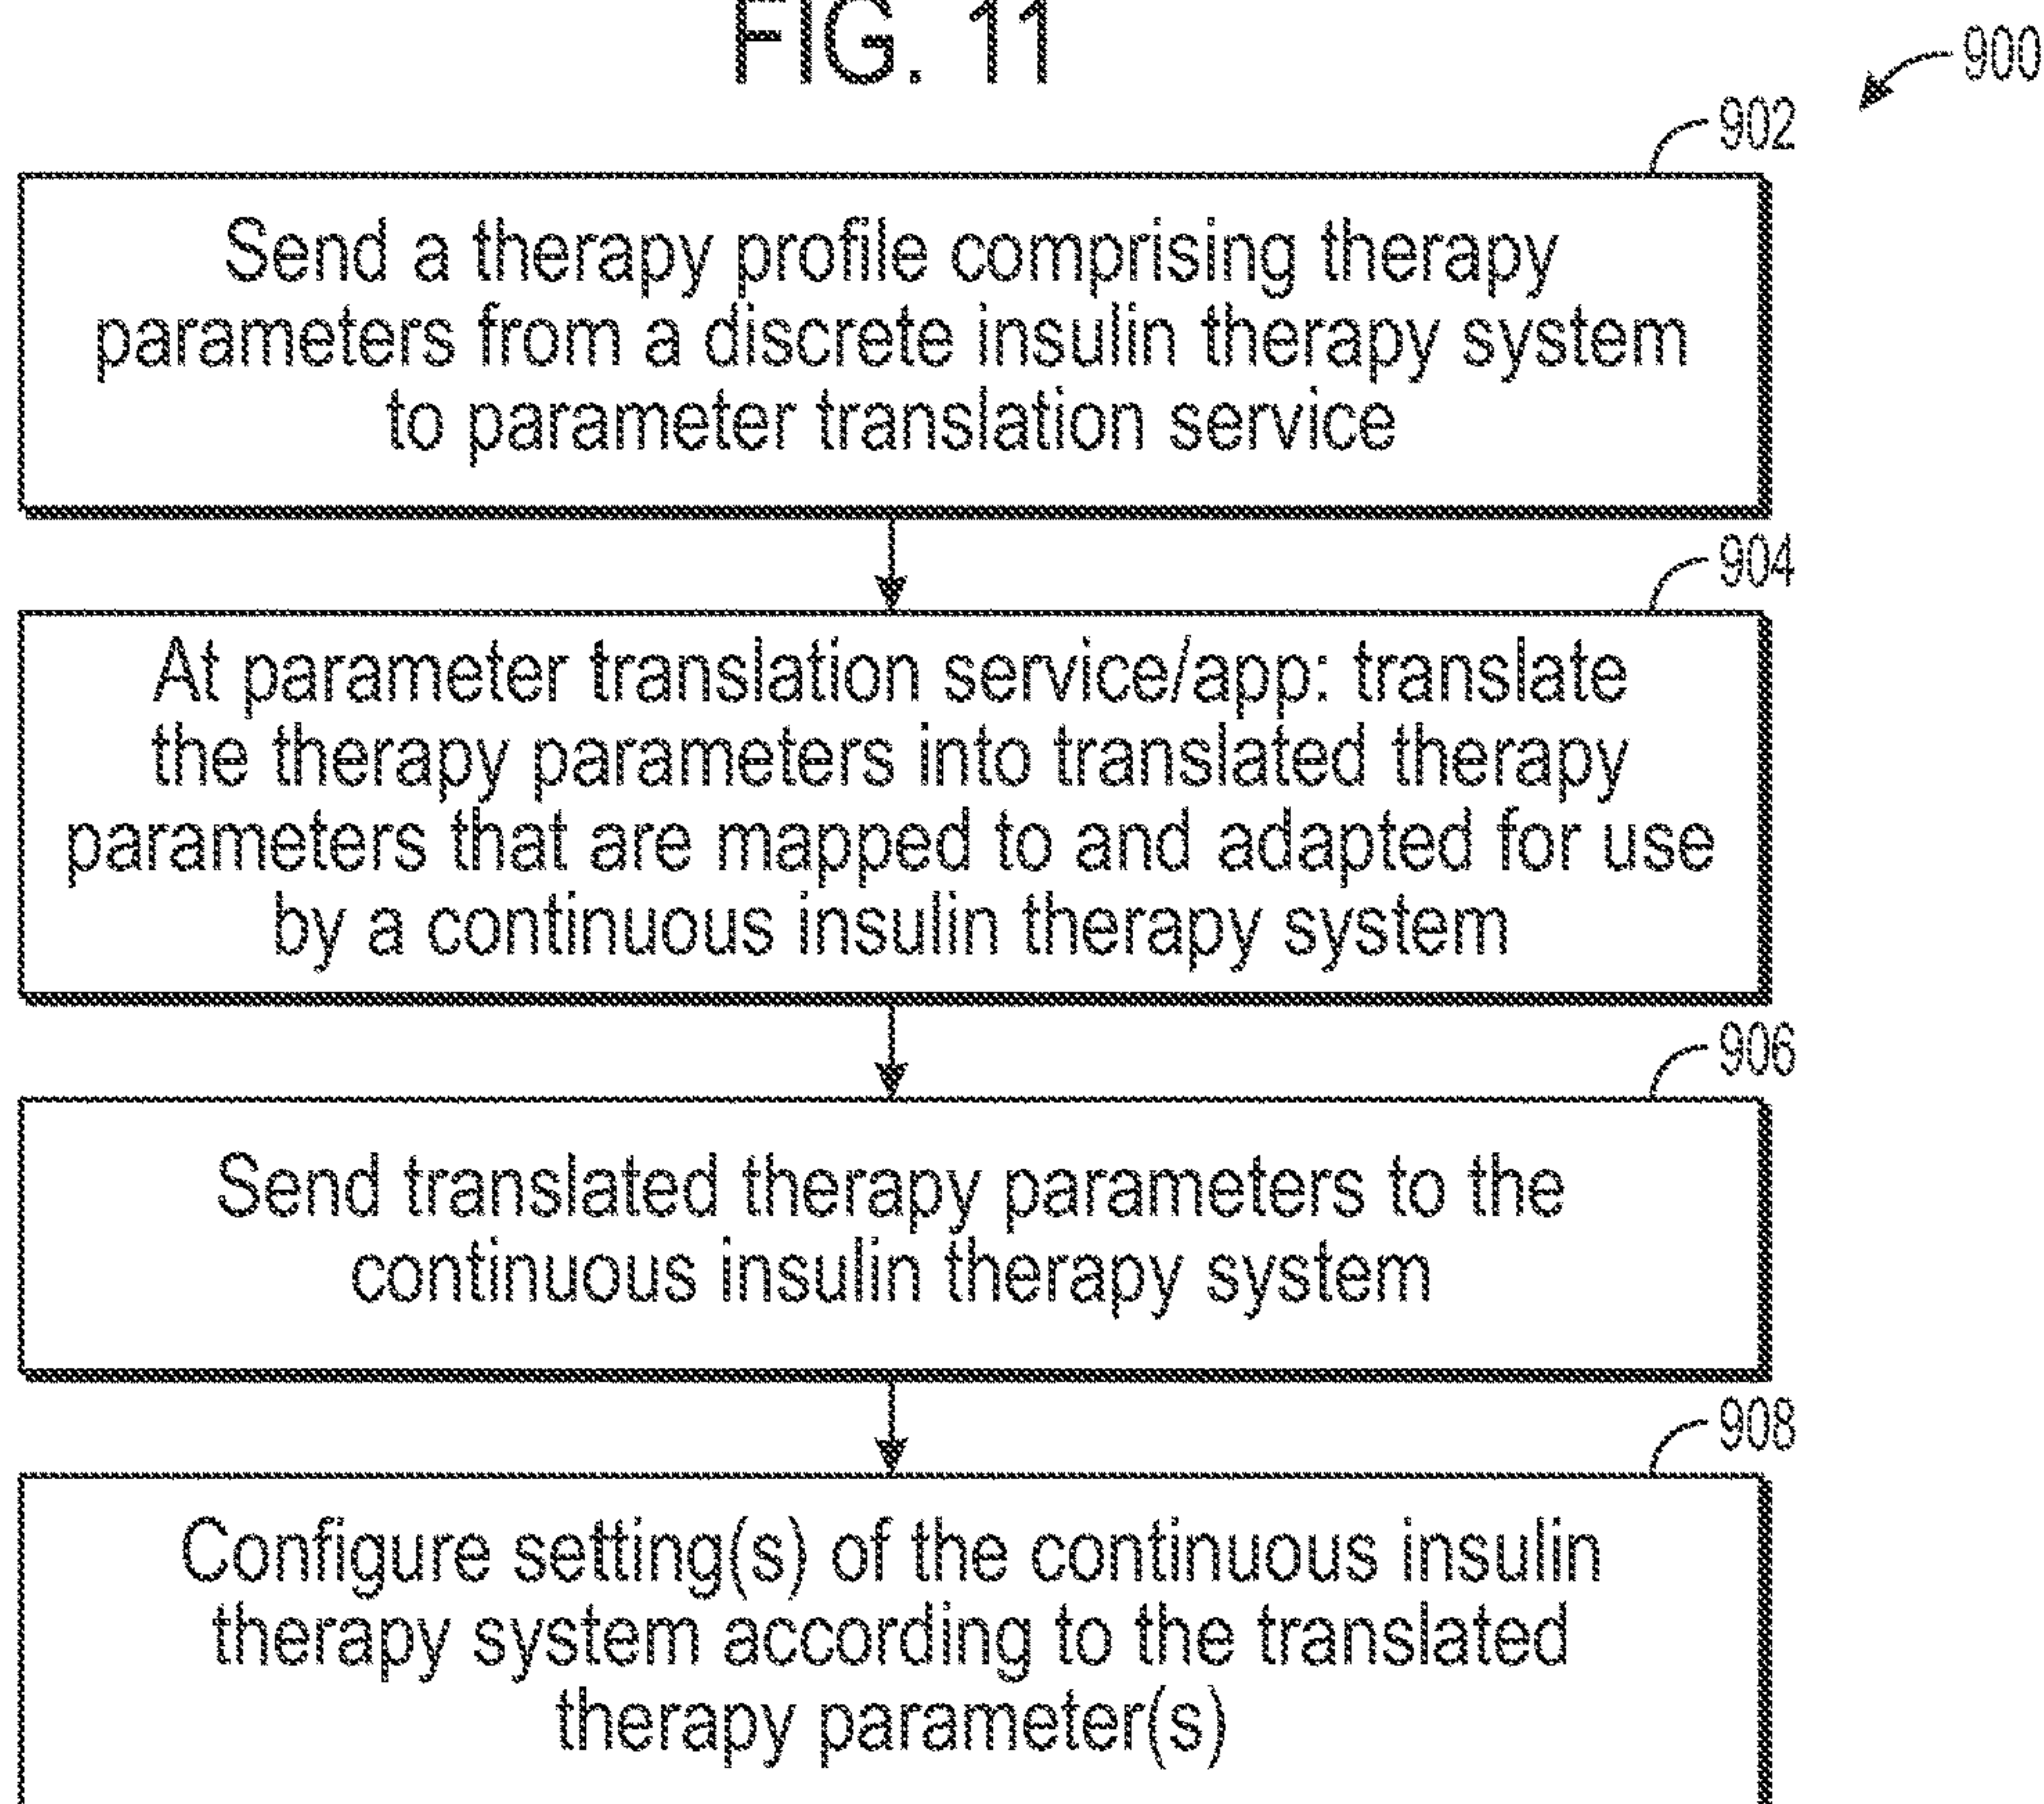 FIG. 11
900
902
Send a therapy profile comprising therapy
parameters from a discrete insulin therapy system
to parameter translation service
904
At parameter translation service/app: translate
the therapy parameters into translated therapy
parameters that are mapped to and adapted for use
by a continuous insulin therapy system
906
Send translated therapy parameters to the
continuous insulin therapy system
908
Configure setting(s) of the continuous insulin
therapy system according to the translated
therapy parameter(s)